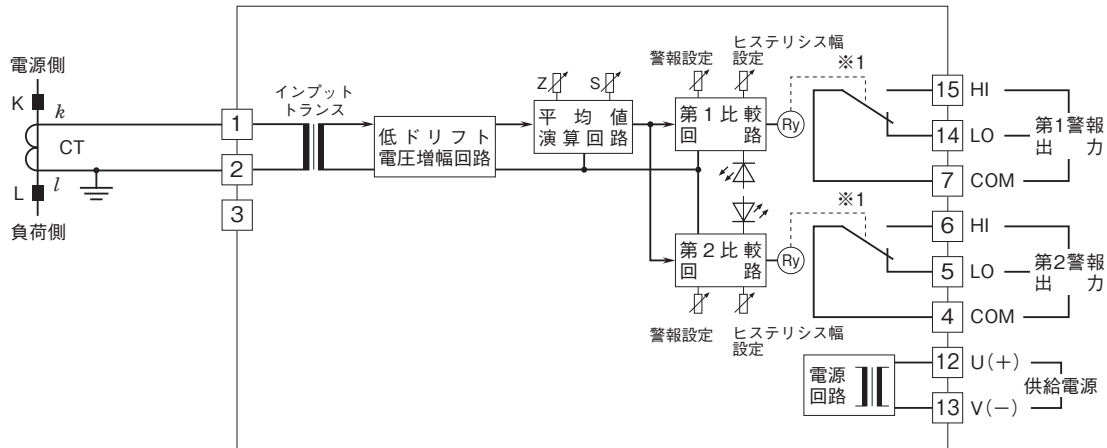 電源側
K
k
CT
L
l
負荷側
1
2
3
インプット
トランス
低ドリフト
電圧増幅回路
Z
S
平均値
演算回路
警報設定
ヒステリシス幅
設定
第1比較
回路
Ry
※1
15 HI
14 LO
7 COM
第1警報
出力
第2比較
回路
Ry
※1
6 HI
5 LO
4 COM
第2警報
出力
警報設定
ヒステリシス幅
設定
電源
回路
12 U(+)
13 V(−)
供給電源